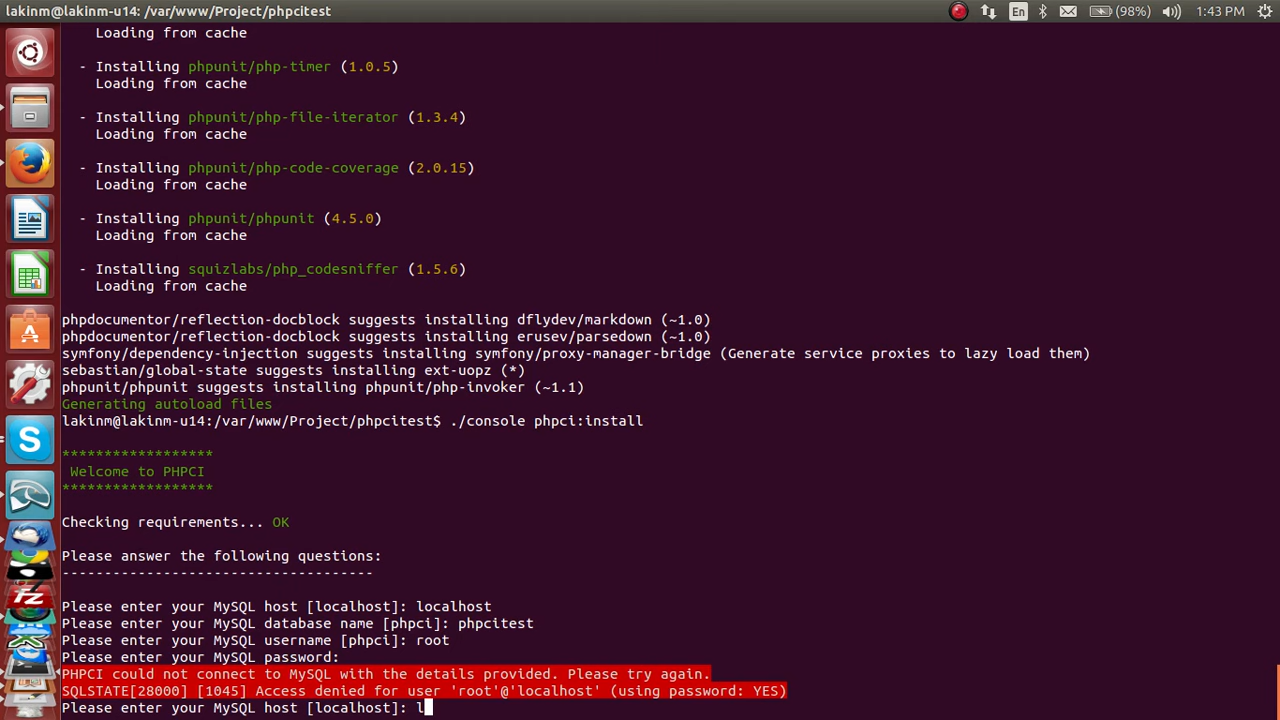 lakinm@lakinm-u14: /var/www/Project/phpcitest
En (98%) 1:43 PM
Loading from cache
- Installing phpunit/php-timer (1.0.5)
Loading from cache
- Installing phpunit/php-file-iterator (1.3.4)
Loading from cache
- Installing phpunit/php-code-coverage (2.0.15)
Loading from cache
- Installing phpunit/phpunit (4.5.0)
Loading from cache
- Installing squizlabs/php_codesniffer (1.5.6)
Loading from cache
phpdocumentor/reflection-docblock suggests installing dflydev/markdown (~1.0)
phpdocumentor/reflection-docblock suggests installing erusev/parsedown (~1.0)
symfony/dependency-injection suggests installing symfony/proxy-manager-bridge (Generate service proxies to lazy load them)
sebastian/global-state suggests installing ext-uopz (*)
phpunit/phpunit suggests installing phpunit/php-invoker (~1.1)
Generating autoload files
lakinm@lakinm-u14:/var/www/Project/phpcitest$ ./console phpci:install
******************
Welcome to PHPCI
******************
Checking requirements... OK
Please answer the following questions:
-------------------------------------
Please enter your MySQL host [localhost]: localhost
Please enter your MySQL database name [phpci]: phpcitest
Please enter your MySQL username [phpci]: root
Please enter your MySQL password:
PHPCI could not connect to MySQL with the details provided. Please try again.
SQLSTATE[28000] [1045] Access denied for user 'root'@'localhost' (using password: YES)
Please enter your MySQL host [localhost]: l